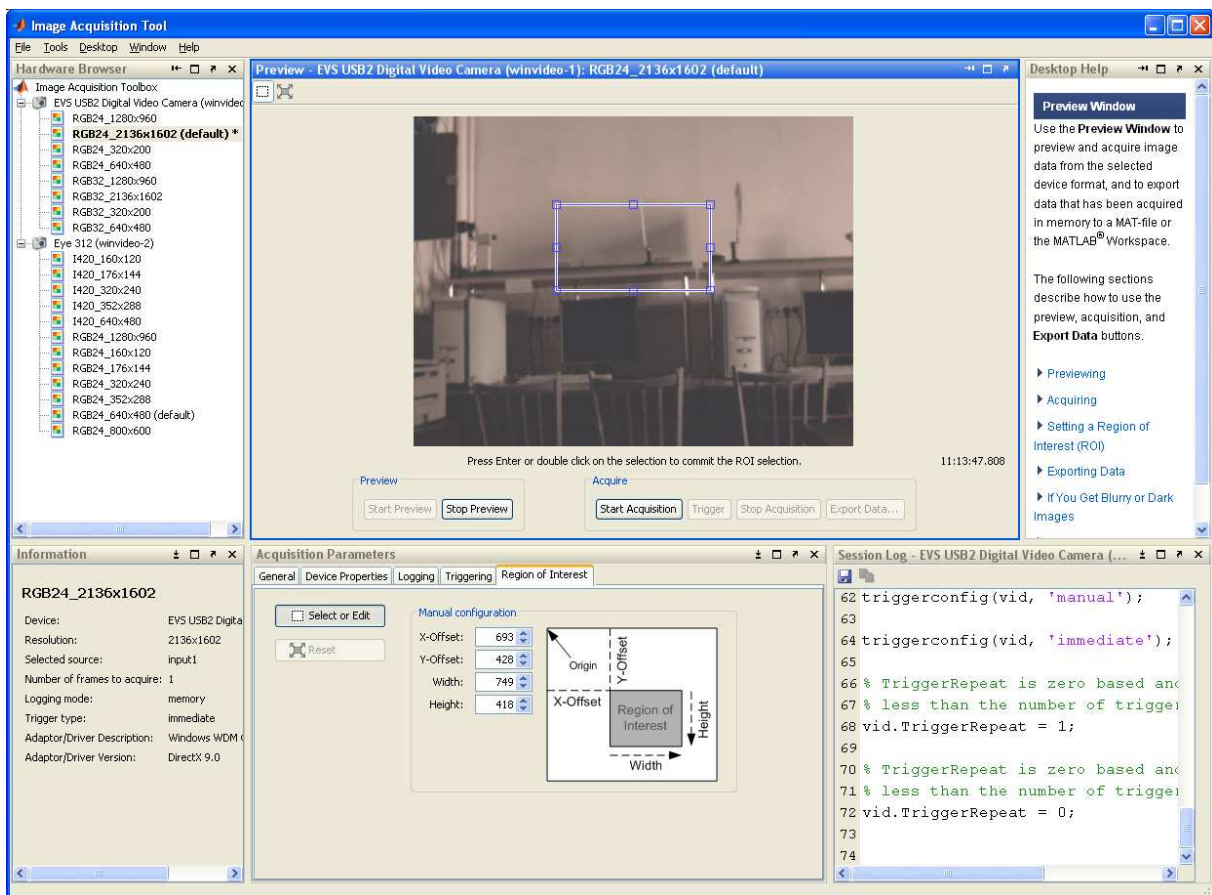 Image Acquisition Tool
File Tools Desktop Window Help
Hardware Browser
Image Acquisition Toolbox
EVS USB2 Digital Video Camera (winvidec
RGB24_1280x960
RGB24_2136x1602 (default) *
RGB24_320x200
RGB24_640x480
RGB32_1280x960
RGB32_2136x1602
RGB32_320x200
RGB32_640x480
Eye 312 (winvideo-2)
I420_160x120
I420_176x144
I420_320x240
I420_352x288
I420_640x480
RGB24_1280x960
RGB24_160x120
RGB24_176x144
RGB24_320x240
RGB24_352x288
RGB24_640x480 (default)
RGB24_800x600
Preview - EVS USB2 Digital Video Camera (winvideo-1): RGB24_2136x1602 (default)
Press Enter or double click on the selection to commit the ROI selection.
11:13:47.808
Preview
Start Preview Stop Preview
Acquire
Start Acquisition Trigger Stop Acquisition Export Data...
Desktop Help
Preview Window
Use the Preview Window to
preview and acquire image
data from the selected
device format, and to export
data that has been acquired
in memory to a MAT-file or
the MATLAB® Workspace.
The following sections
describe how to use the
preview, acquisition, and
Export Data buttons.
Previewing
Acquiring
Setting a Region of
Interest (ROI)
Exporting Data
If You Get Blurry or Dark
Images
Information
RGB24_2136x1602
Device: EVS USB2 Digita
Resolution: 2136x1602
Selected source: input1
Number of frames to acquire: 1
Logging mode: memory
Trigger type: immediate
Adaptor/Driver Description: Windows WDM
Adaptor/Driver Version: DirectX 9.0
Acquisition Parameters
General Device Properties Logging Triggering Region of Interest
Select or Edit
Reset
Manual configuration
X-Offset: 693
Y-Offset: 428
Width: 749
Height: 418
Origin
Y-Offset
X-Offset
Region of
Interest
Height
Width
Session Log - EVS USB2 Digital Video Camera (...
62 triggerconfig(vid, 'manual');
63
64 triggerconfig(vid, 'immediate');
65
66 % TriggerRepeat is zero based and
67 % less than the number of trigger
68 vid.TriggerRepeat = 1;
69
70 % TriggerRepeat is zero based and
71 % less than the number of trigger
72 vid.TriggerRepeat = 0;
73
74